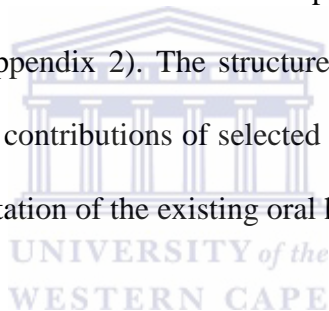 ppendix 2). The structure
contributions of selected
tation of the existing oral
UNIVERSITY of the
WESTERN CAPE